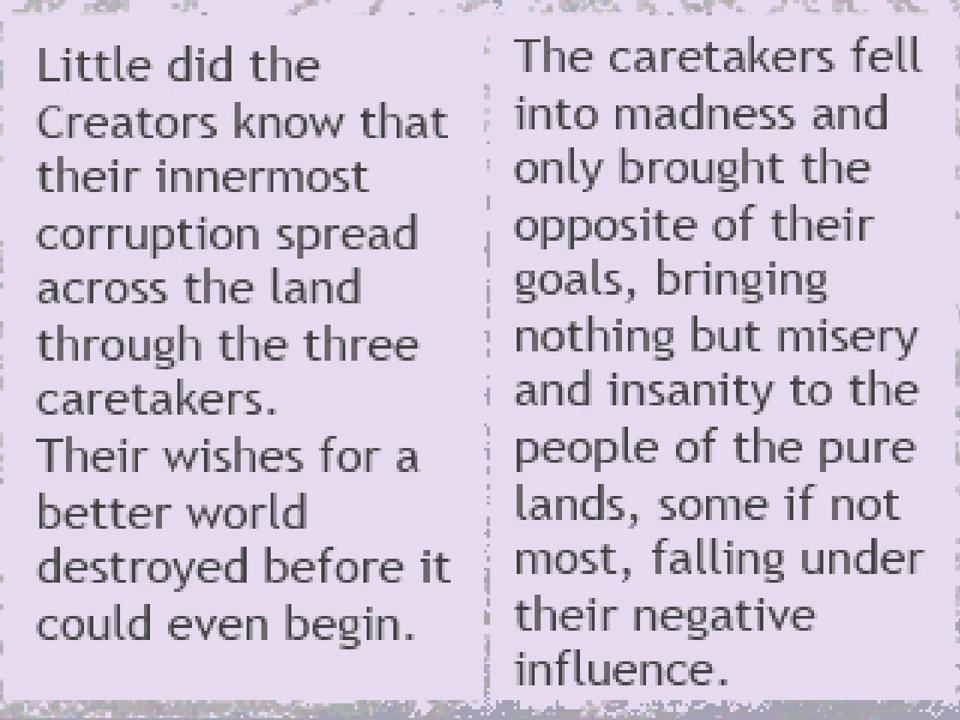 Little did the
Creators know that
their innermost
corruption spread
across the land
through the three
caretakers.
Their wishes for a
better world
destroyed before it
could even begin.
The caretakers fell
into madness and
only brought the
opposite of their
goals, bringing
nothing but misery
and insanity to the
people of the pure
lands, some if not
most, falling under
their negative
influence.